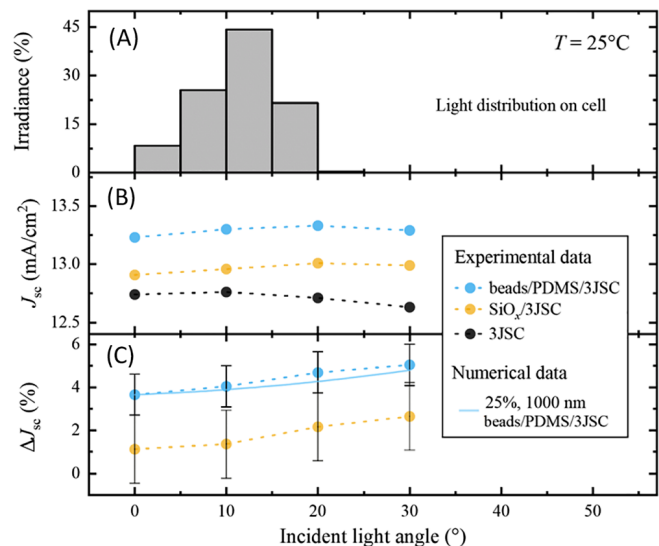 (A)
T = 25°C
Light distribution on cell
Irradiance (%)
45
30
15
0
(B)
Jsc (mA/cm²)
13.5
13.0
12.5
Experimental data
beads/PDMS/3JSC
SiOx/3JSC
3JSC
Numerical data
25%, 1000 nm
beads/PDMS/3JSC
(C)
ΔJsc (%)
6
4
2
0
0 10 20 30 40 50
Incident light angle (°)